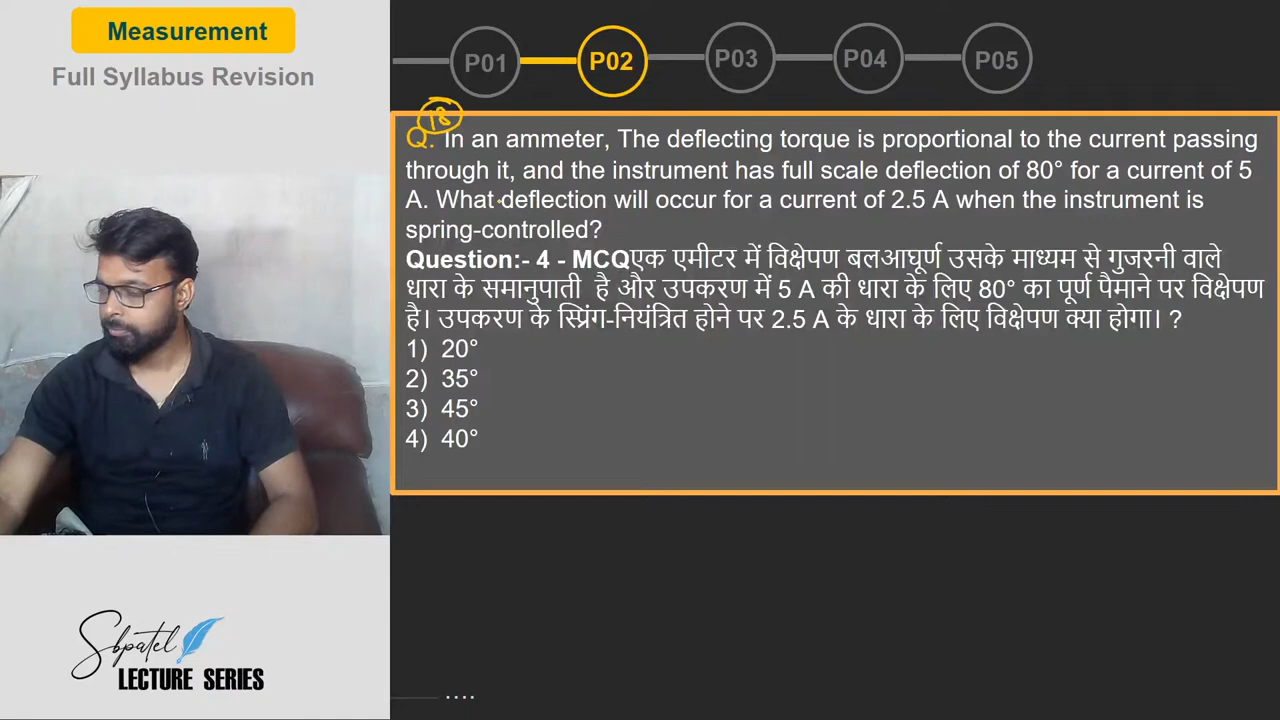 Measurement
Full Syllabus Revision
P01
P02
P03
P04
P05
18
Q. In an ammeter, The deflecting torque is proportional to the current passing
through it, and the instrument has full scale deflection of 80° for a current of 5
A. What deflection will occur for a current of 2.5 A when the instrument is
spring-controlled?
Question:- 4 - MCQएक एमीटर में विक्षेपण बलआघूर्ण उसके माध्यम से गुजरनी वाले
धारा के समानुपाती है और उपकरण में 5 A की धारा के लिए 80° का पूर्ण पैमाने पर विक्षेपण
है। उपकरण के स्प्रिंग-नियंत्रित होने पर 2.5 A के धारा के लिए विक्षेपण क्या होगा। ?
1) 20°
2) 35°
3) 45°
4) 40°
Sbpatel
LECTURE SERIES
....